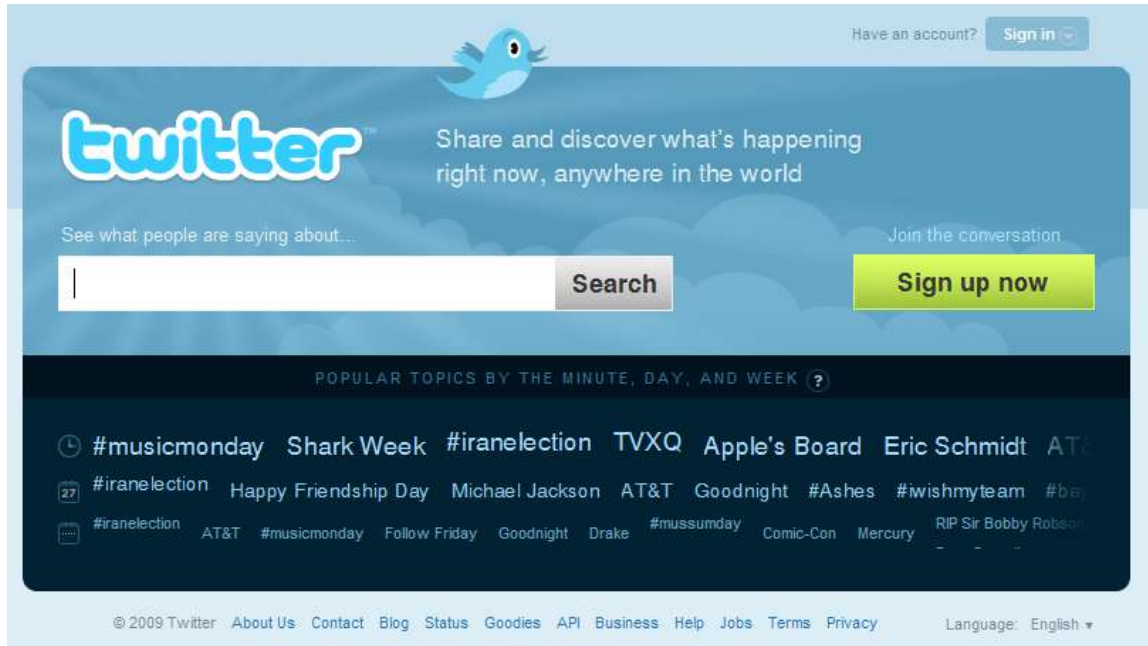 Have an account? Sign in
twitter™
Share and discover what's happening
right now, anywhere in the world
See what people are saying about...
Join the conversation
Search
Sign up now
POPULAR TOPICS BY THE MINUTE, DAY, AND WEEK ?
#musicmonday Shark Week #iranelection TVXQ Apple's Board Eric Schmidt
27 #iranelection Happy Friendship Day Michael Jackson AT&T Goodnight #Ashes #iwishmyteam
#iranelection AT&T #musicmonday Follow Friday Goodnight Drake #mussumday Comic-Con Mercury RIP Sir Bobby Robson
© 2009 Twitter About Us Contact Blog Status Goodies API Business Help Jobs Terms Privacy Language: English